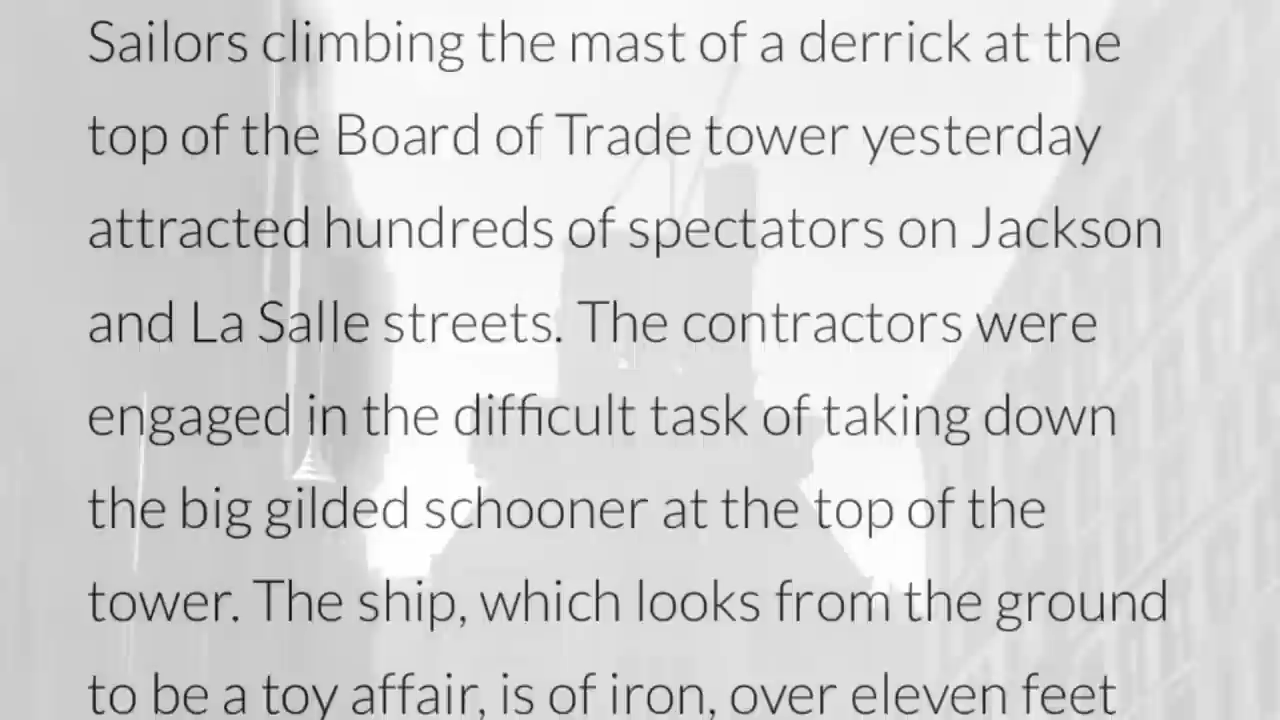 Sailors climbing the mast of a derrick at the
top of the Board of Trade tower yesterday
attracted hundreds of spectators on Jackson
and La Salle streets. The contractors were
engaged in the difficult task of taking down
the big gilded schooner at the top of the
tower. The ship, which looks from the ground
to be a toy affair, is of iron, over eleven feet